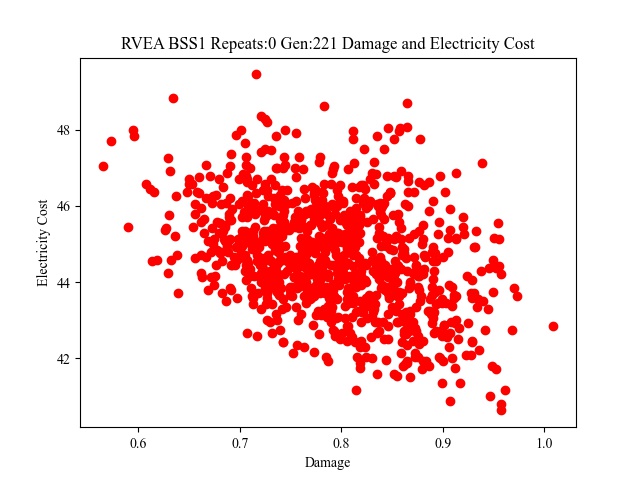 RVEA BSS1 Repeats:0 Gen:221 Damage and Electricity Cost
48
46
44
42
Electricity Cost
0.6 0.7 0.8 0.9 1.0
Damage